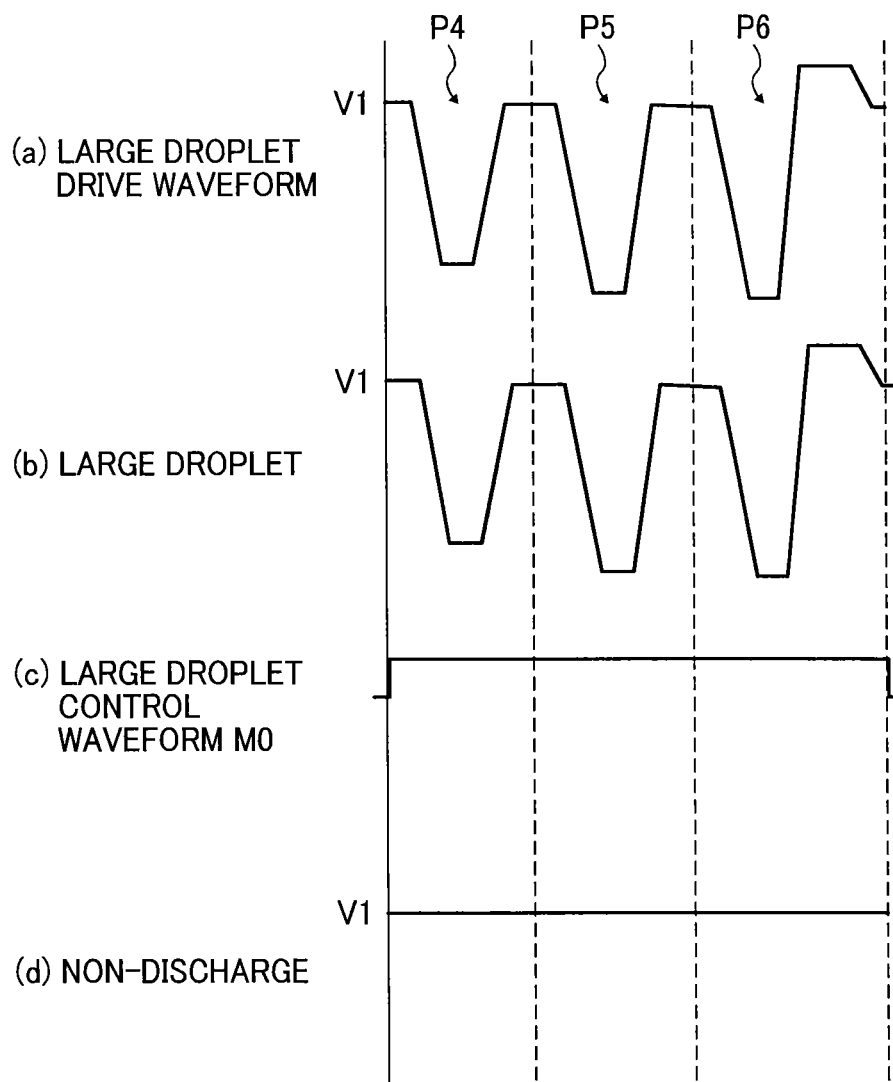 P4 P5 P6
V1
(a) LARGE DROPLET
DRIVE WAVEFORM
V1
(b) LARGE DROPLET
(c) LARGE DROPLET
CONTROL
WAVEFORM M0
V1
(d) NON-DISCHARGE